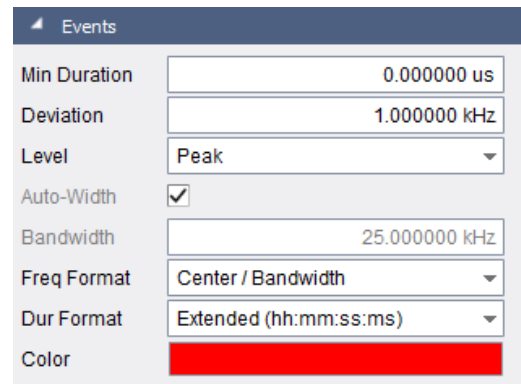 Events
Min Duration 0.000000 us
Deviation 1.000000 kHz
Level Peak
Auto-Width
Bandwidth 25.000000 kHz
Freq Format Center / Bandwidth
Dur Format Extended (hh:mm:ss:ms)
Color